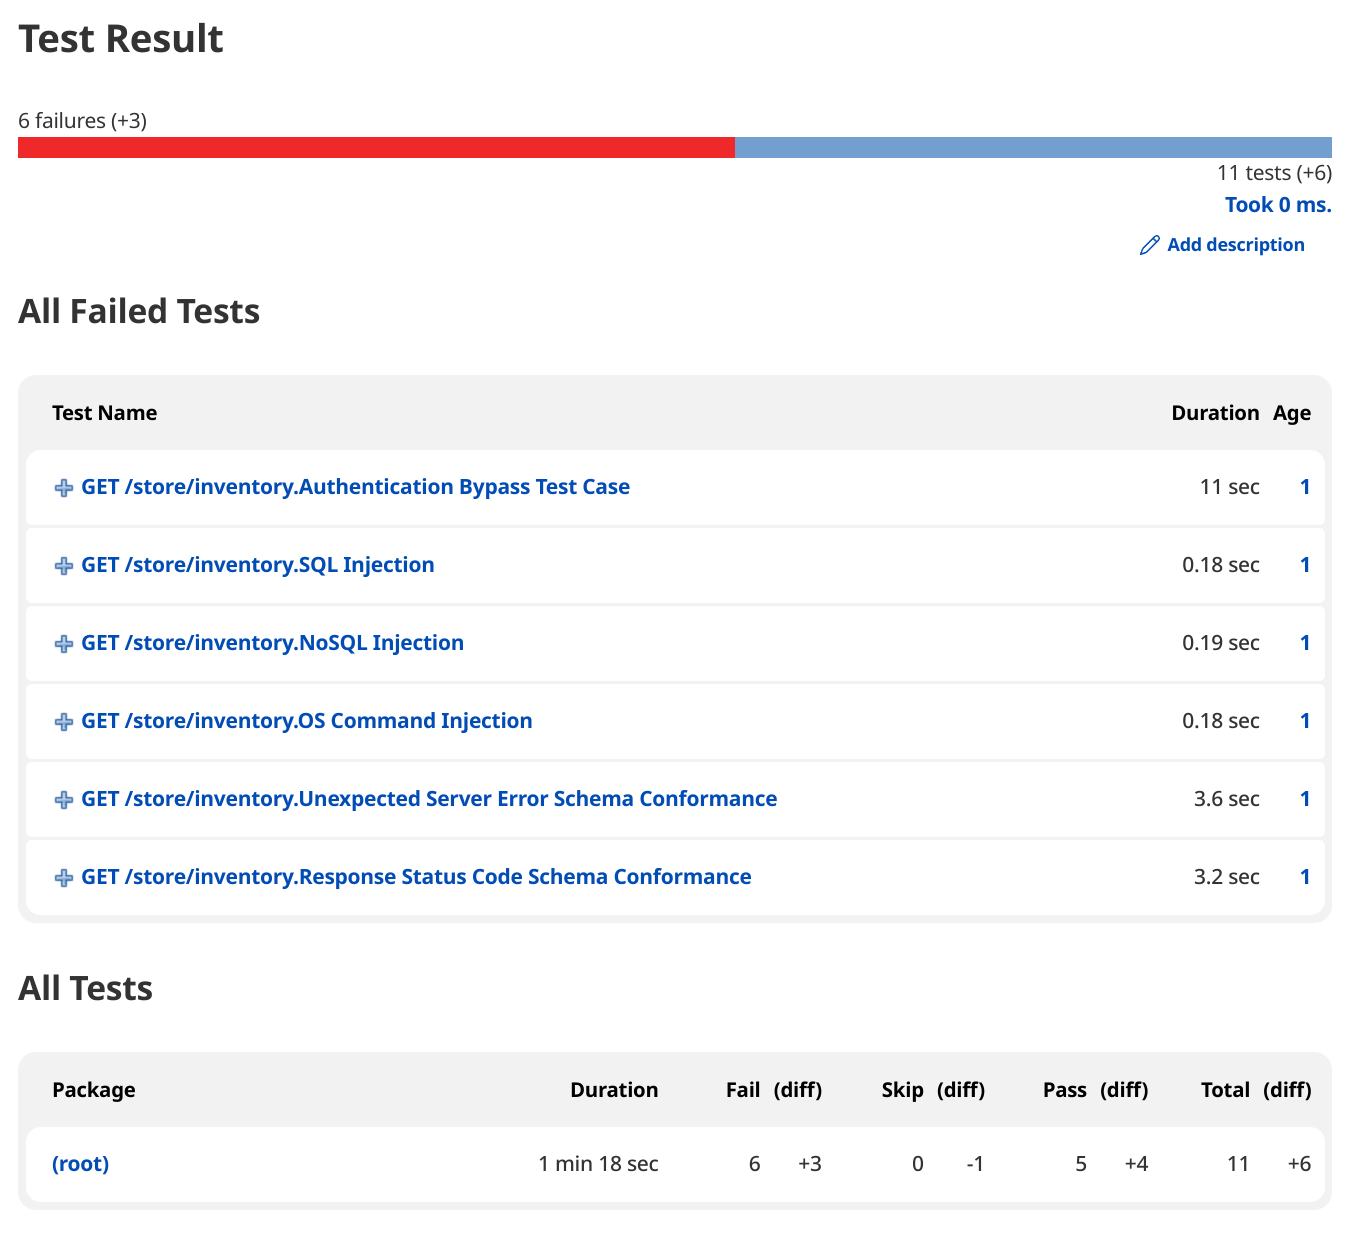 Test Result
6 failures (+3)
11 tests (+6)
Took 0 ms.
Add description
All Failed Tests
Test Name Duration Age
GET /store/inventory.Authentication Bypass Test Case 11 sec 1
GET /store/inventory.SQL Injection 0.18 sec 1
GET /store/inventory.NoSQL Injection 0.19 sec 1
GET /store/inventory.OS Command Injection 0.18 sec 1
GET /store/inventory.Unexpected Server Error Schema Conformance 3.6 sec 1
GET /store/inventory.Response Status Code Schema Conformance 3.2 sec 1
All Tests
Package Duration Fail (diff) Skip (diff) Pass (diff) Total (diff)
(root) 1 min 18 sec 6 +3 0 -1 5 +4 11 +6